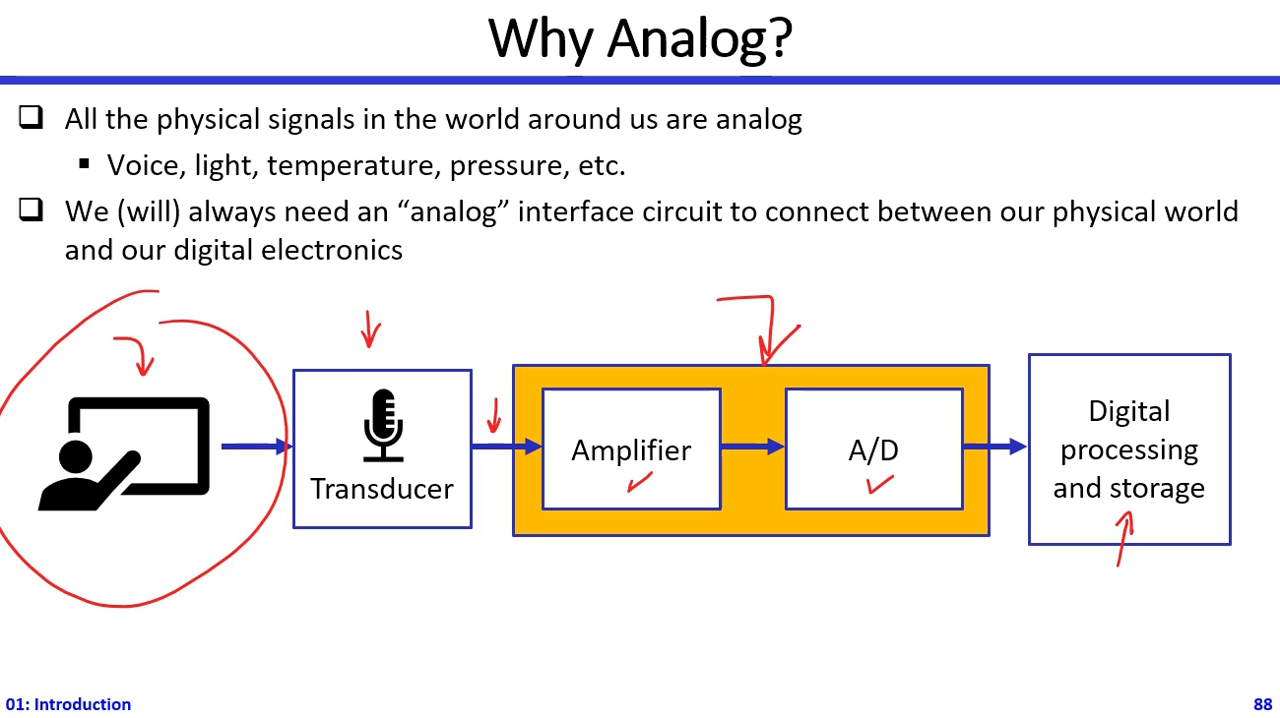 Why Analog?
All the physical signals in the world around us are analog
Voice, light, temperature, pressure, etc.
We (will) always need an “analog” interface circuit to connect between our physical world
and our digital electronics
Transducer
Amplifier
A/D
Digital
processing
and storage
01: Introduction
88